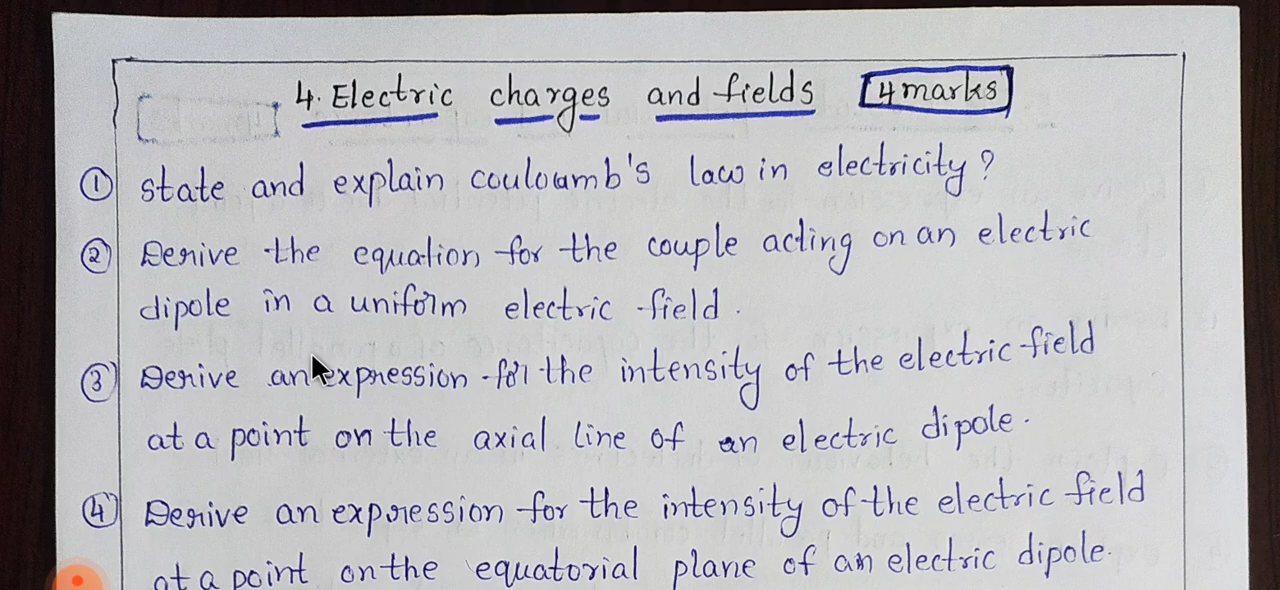 4. Electric charges and fields [4 marks]
① state and explain couloumb's law in electricity?
② Derive the equation for the couple acting on an electric
dipole in a uniform electric field.
③ Derive an expression for the intensity of the electric field
at a point on the axial line of an electric dipole.
④ Derive an expression for the intensity of the electric field
at a point on the equatorial plane of an electric dipole.